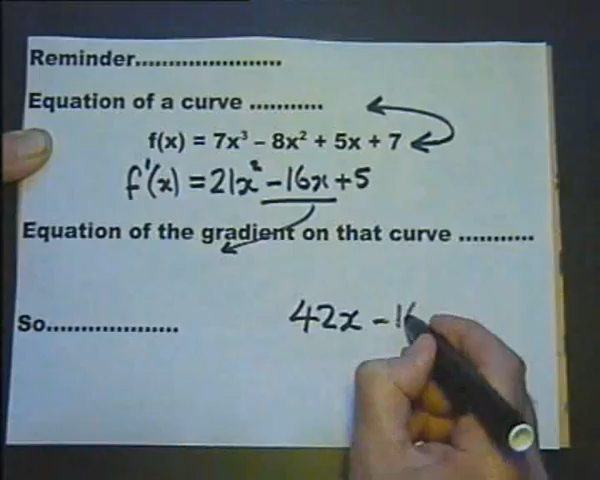 Reminder......................
Equation of a curve ...........
f(x) = 7x³ – 8x² + 5x + 7
f'(x) = 21x² - 16x + 5
Equation of the gradient on that curve ...........
So....................
42x - 16